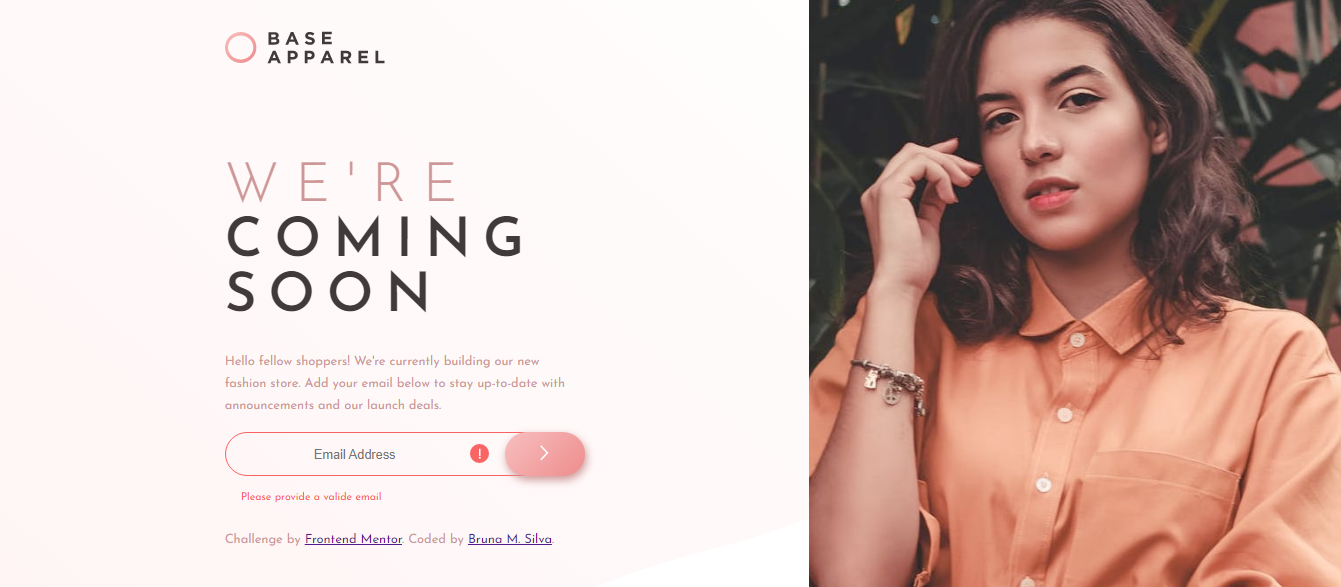 BASE
APPAREL
WE'RE
COMING
SOON
Hello fellow shoppers! We're currently building our new
fashion store. Add your email below to stay up-to-date with
announcements and our launch deals.
Email Address
!
Please provide a valide email
Challenge by Frontend Mentor. Coded by Bruna M. Silva.